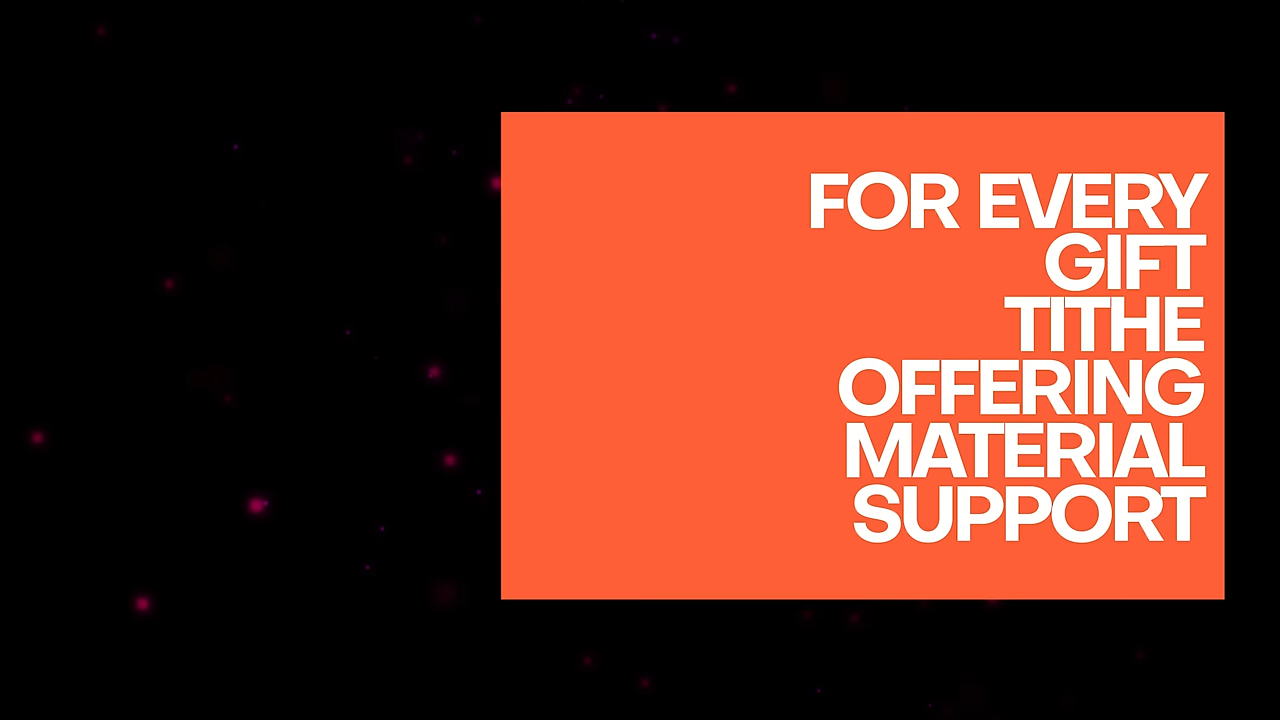 FOR EVERY
GIFT
TITHE
OFFERING
MATERIAL
SUPPORT